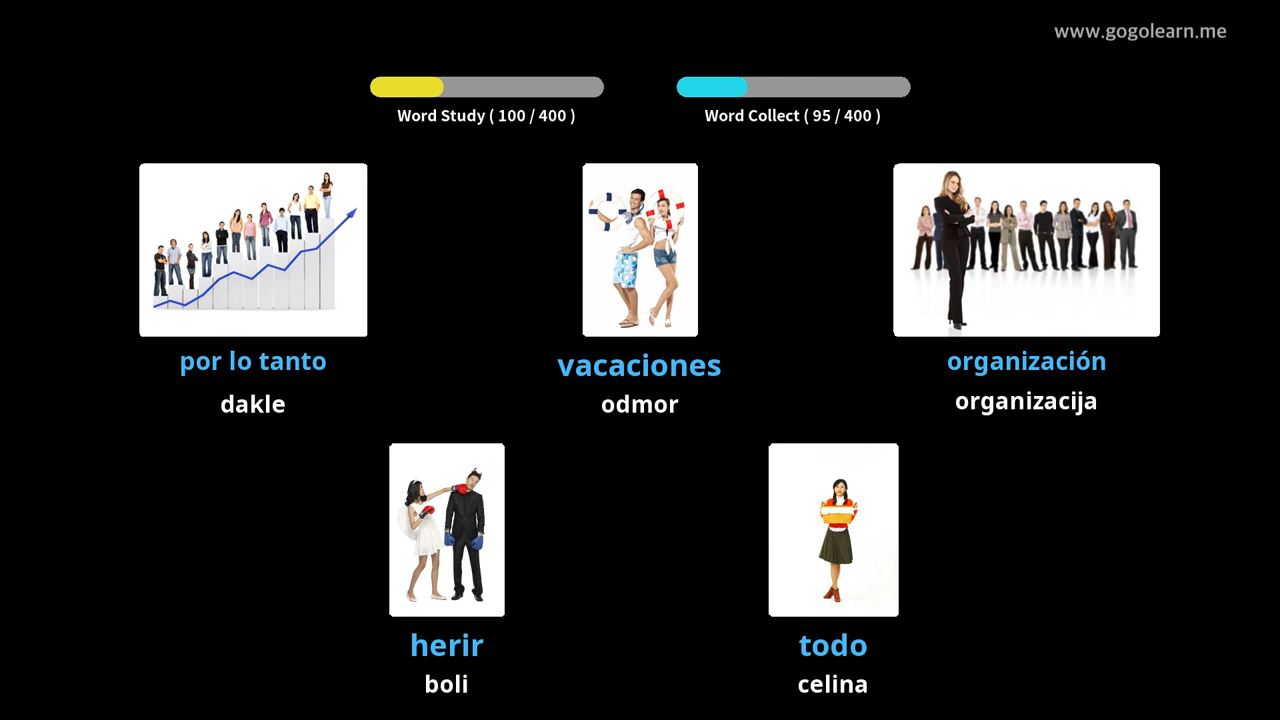 www.gogolearn.me
Word Study ( 100 / 400 )
Word Collect ( 95 / 400 )
por lo tanto
dakle
vacaciones
odmor
organización
organizacija
herir
boli
todo
celina